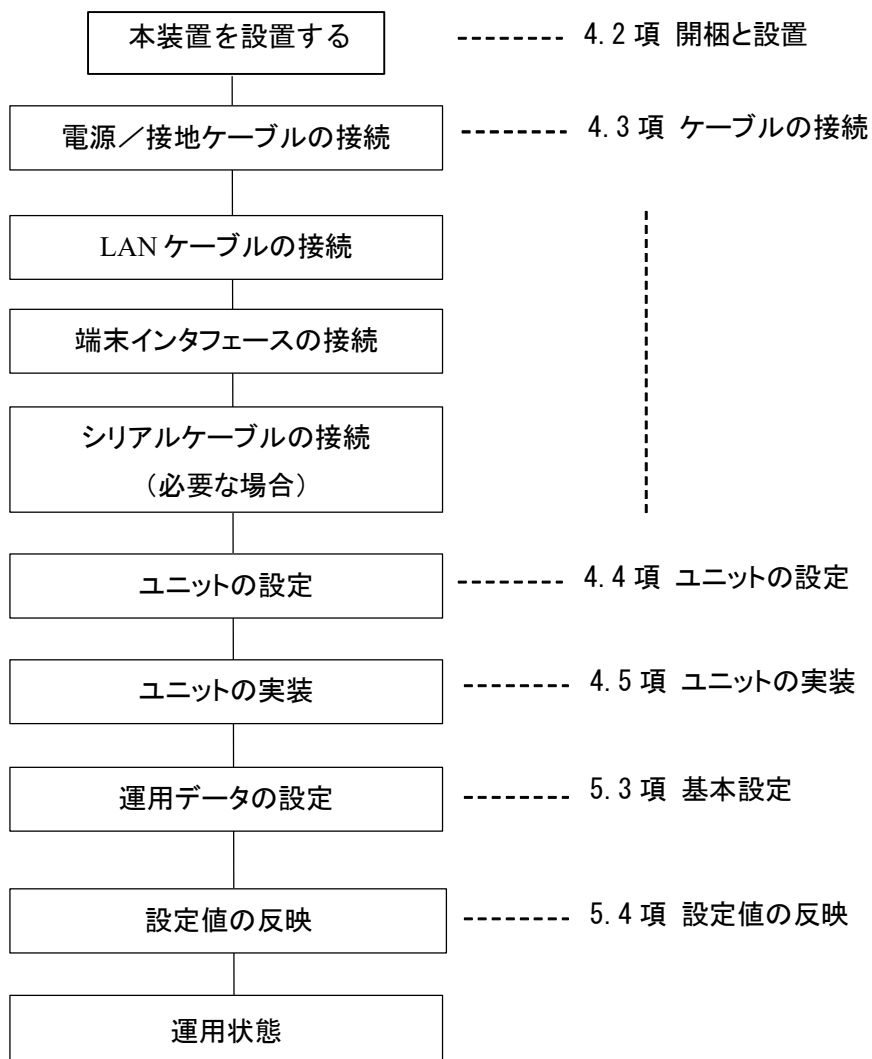 本装置を設置する
4.2 項 開梱と設置
電源／接地ケーブルの接続
4.3 項 ケーブルの接続
LAN ケーブルの接続
端末インタフェースの接続
シリアルケーブルの接続
（必要な場合）
ユニットの設定
4.4 項 ユニットの設定
ユニットの実装
4.5 項 ユニットの実装
運用データの設定
5.3 項 基本設定
設定値の反映
5.4 項 設定値の反映
運用状態